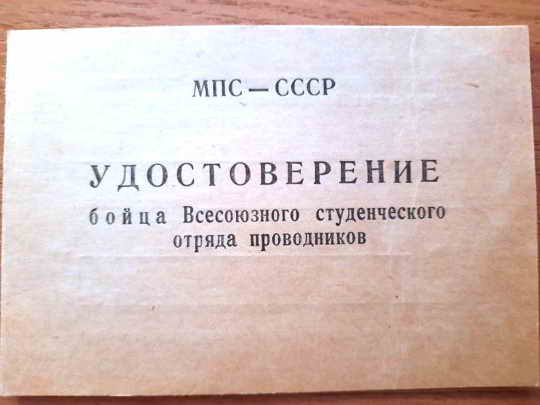 МПС — СССР
УДОСТОВЕРЕНИЕ
бойца Всесоюзного студенческого
отряда проводников